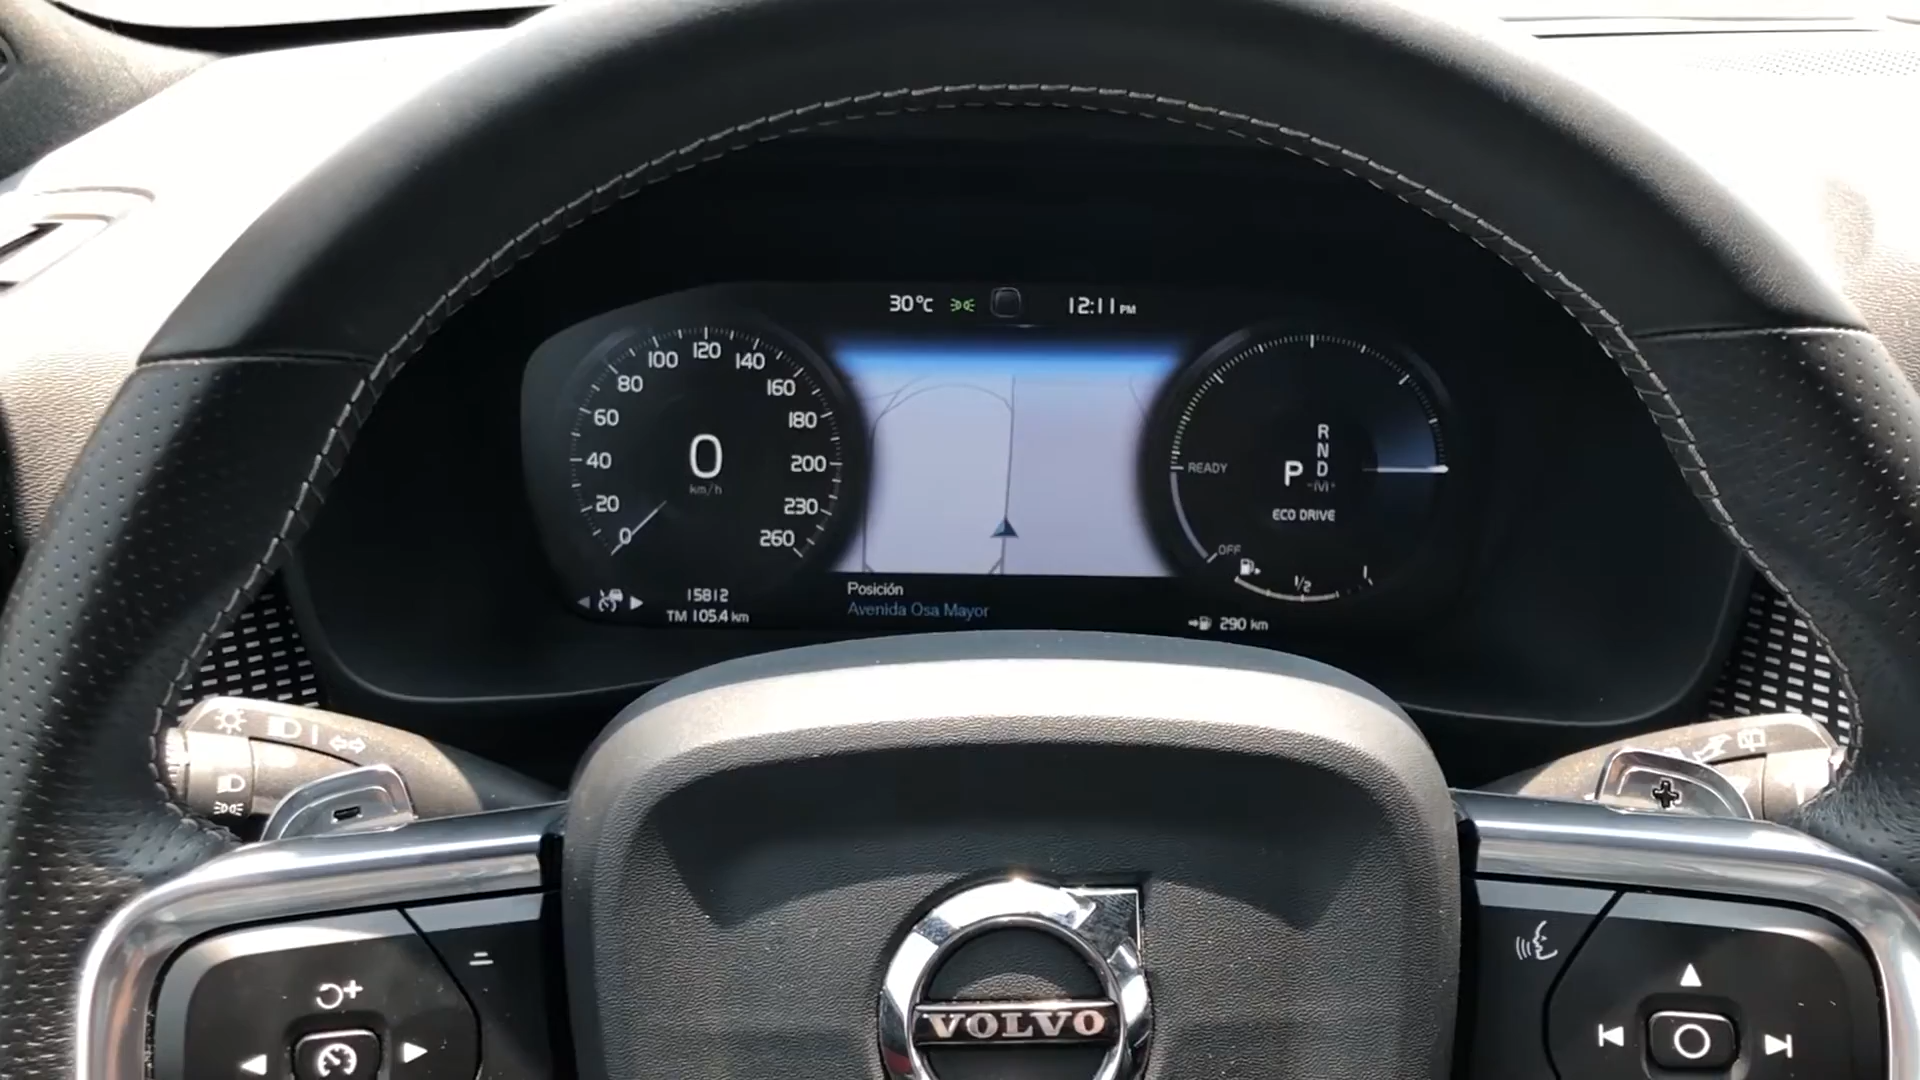 30°C 12:11 PM
100 120 140
80 160
60 180
40 200
20 230
0 260
0
km/h
15812
TM 105.4 km
Posición
Avenida Osa Mayor
R
N
P D
-M+
READY
ECO DRIVE
OFF
1/2
1
290 km
VOLVO